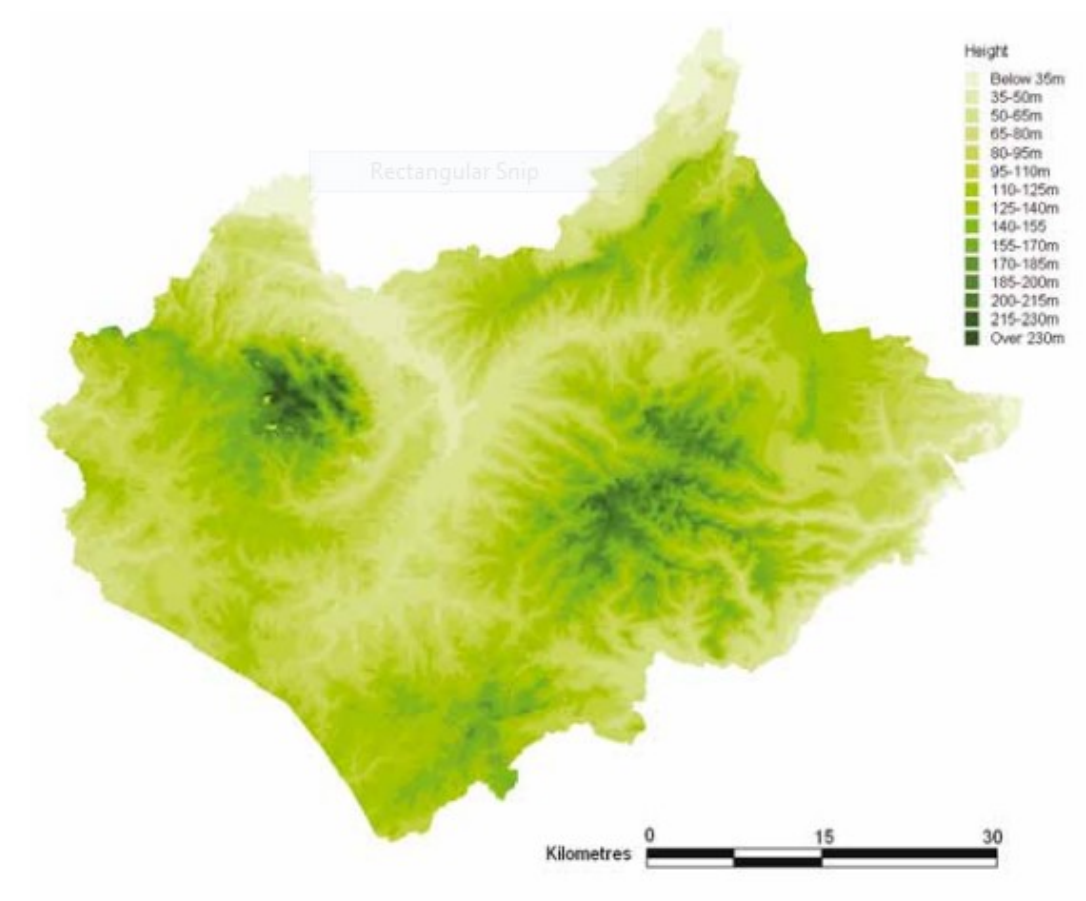 Height
Below 35m
35-50m
50-65m
65-80m
80-95m
95-110m
110-125m
125-140m
140-155
155-170m
170-185m
185-200m
200-215m
215-230m
Over 230m
Rectangular Snip
0 15 30
Kilometres